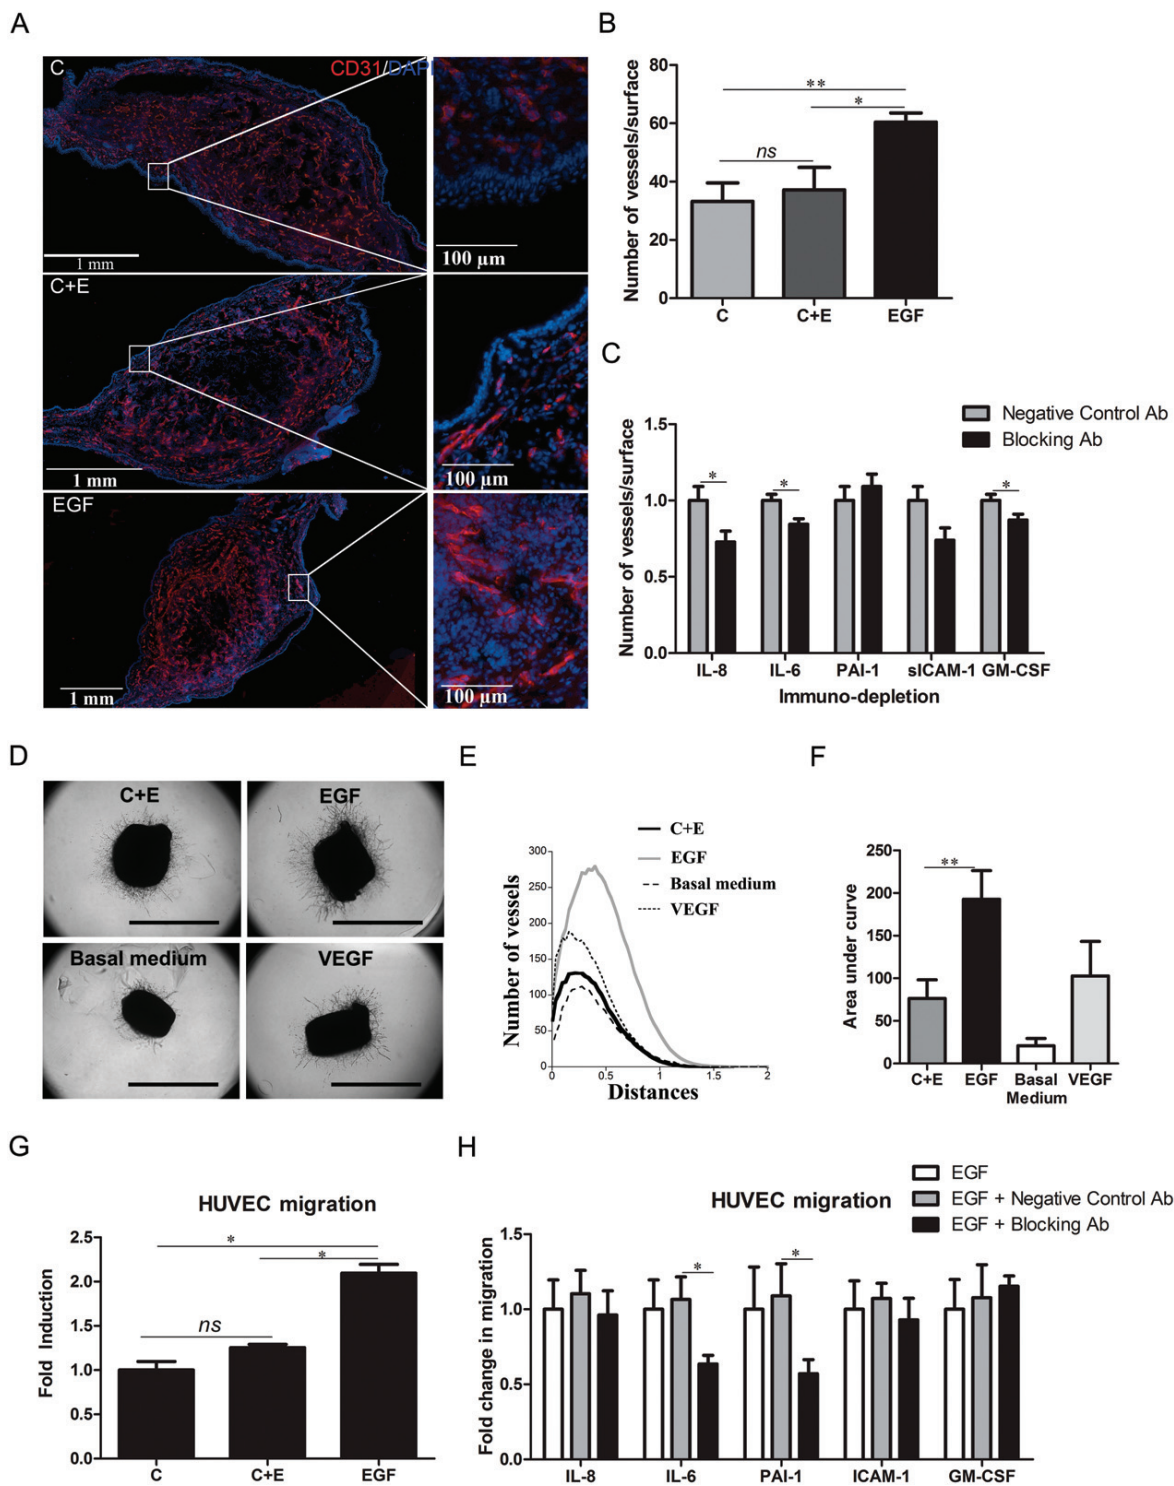 A
C
CD31/DAPI
1 mm
100 µm
C+E
1 mm
100 µm
EGF
1 mm
100 µm
B
Number of vessels/surface
80
60
40
20
0
**
*
ns
C C+E EGF
C
Negative Control Ab
Blocking Ab
Number of vessels/surface
1.5
1.0
0.5
0.0
* * *
IL-8 IL-6 PAI-1 sICAM-1 GM-CSF
Immuno-depletion
D
C+E EGF
Basal medium VEGF
E
C+E
EGF
Basal medium
VEGF
Number of vessels
300
250
200
150
100
50
0
0 0.5 1 1.5 2
Distances
F
Area under curve
250
200
150
100
50
0
**
C+E EGF Basal Medium VEGF
G
HUVEC migration
Fold Induction
2.5
2.0
1.5
1.0
0.5
0.0
*
*
ns
C C+E EGF
H
EGF
EGF + Negative Control Ab
EGF + Blocking Ab
HUVEC migration
Fold change in migration
1.5
1.0
0.5
0.0
* *
IL-8 IL-6 PAI-1 ICAM-1 GM-CSF